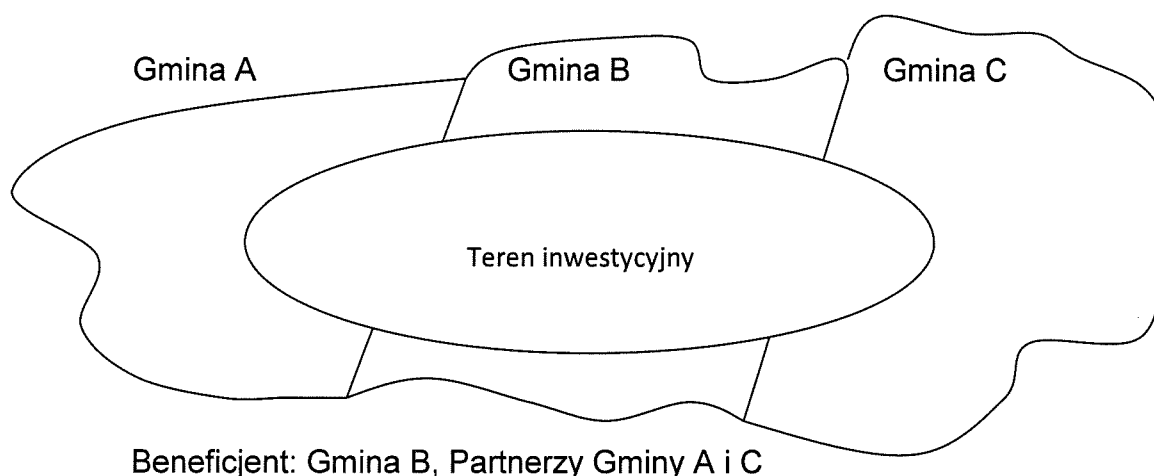 Gmina A
Gmina B
Gmina C
Teren inwestycyjny
Beneficjent: Gmina B, Partnerzy Gminy A i C